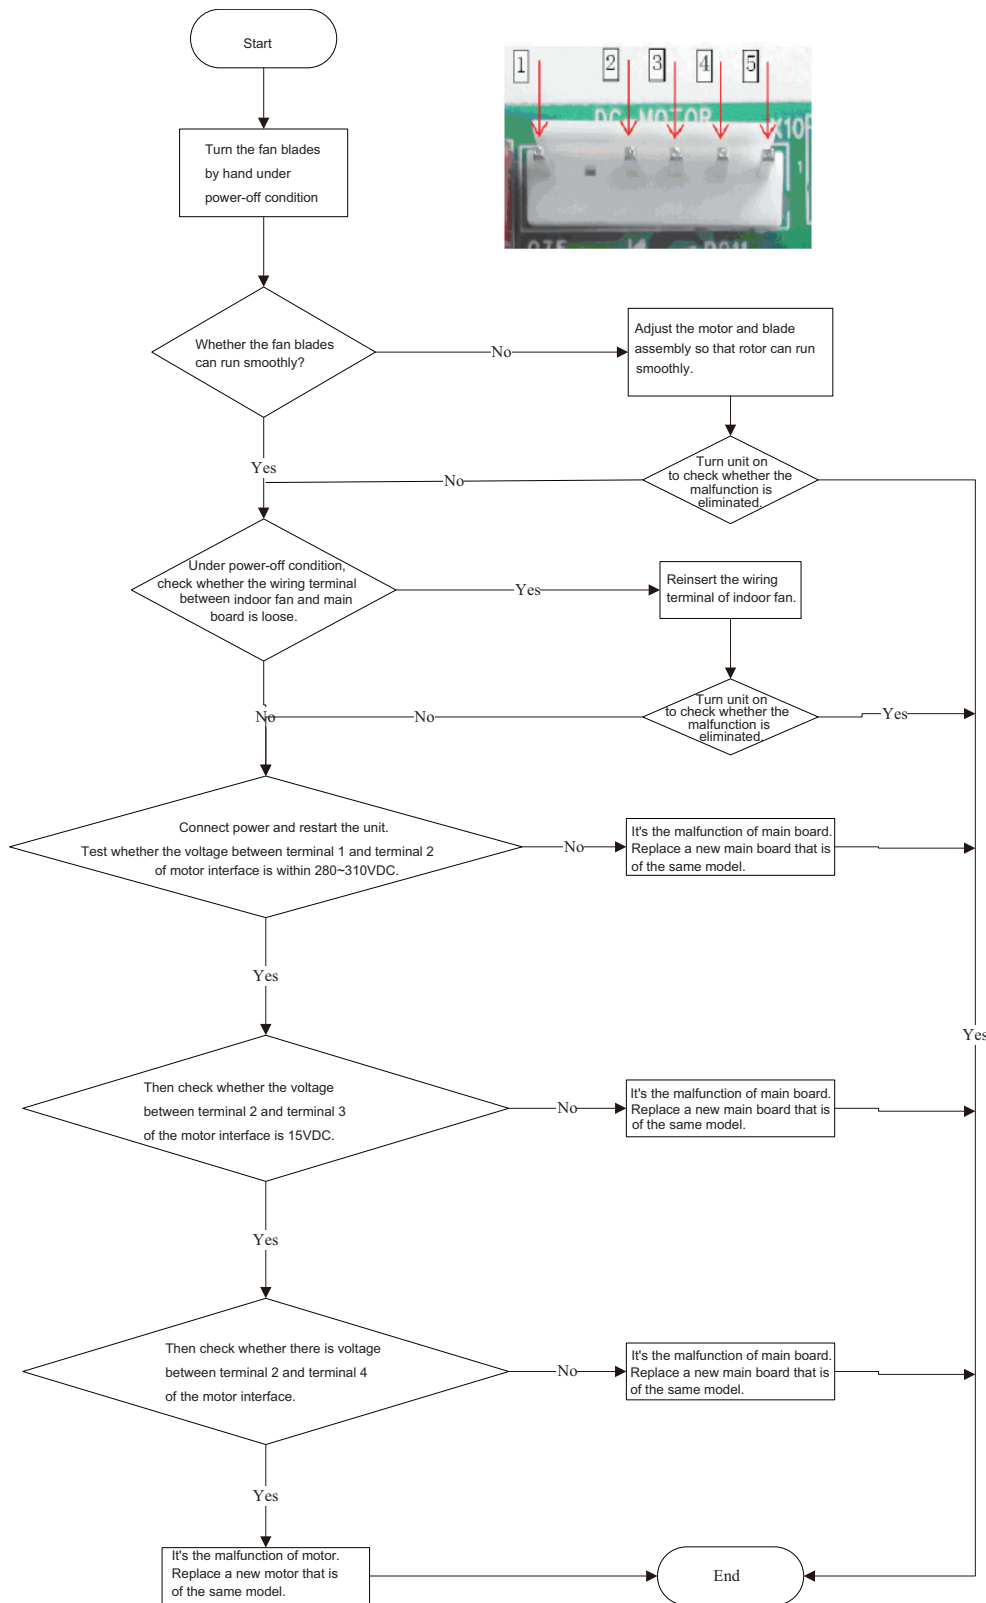 Start
1
2
3
4
5
DC MOTOR
1
Turn the fan blades
by hand under
power-off condition
Whether the fan blades
can run smoothly?
No
Adjust the motor and blade
assembly so that rotor can run
smoothly.
Yes
Turn unit on
to check whether the
malfunction is
eliminated.
No
Under power-off condition,
check whether the wiring terminal
between indoor fan and main
board is loose.
Yes
Reinsert the wiring
terminal of indoor fan.
No
No
Turn unit on
to check whether the
malfunction is
eliminated.
Yes
Connect power and restart the unit.
Test whether the voltage between terminal 1 and terminal 2
of motor interface is within 280~310VDC.
No
It's the malfunction of main board.
Replace a new main board that is
of the same model.
Yes
Yes
Then check whether the voltage
between terminal 2 and terminal 3
of the motor interface is 15VDC.
No
It's the malfunction of main board.
Replace a new main board that is
of the same model.
Yes
Then check whether there is voltage
between terminal 2 and terminal 4
of the motor interface.
No
It's the malfunction of main board.
Replace a new main board that is
of the same model.
Yes
It's the malfunction of motor.
Replace a new motor that is
of the same model.
End